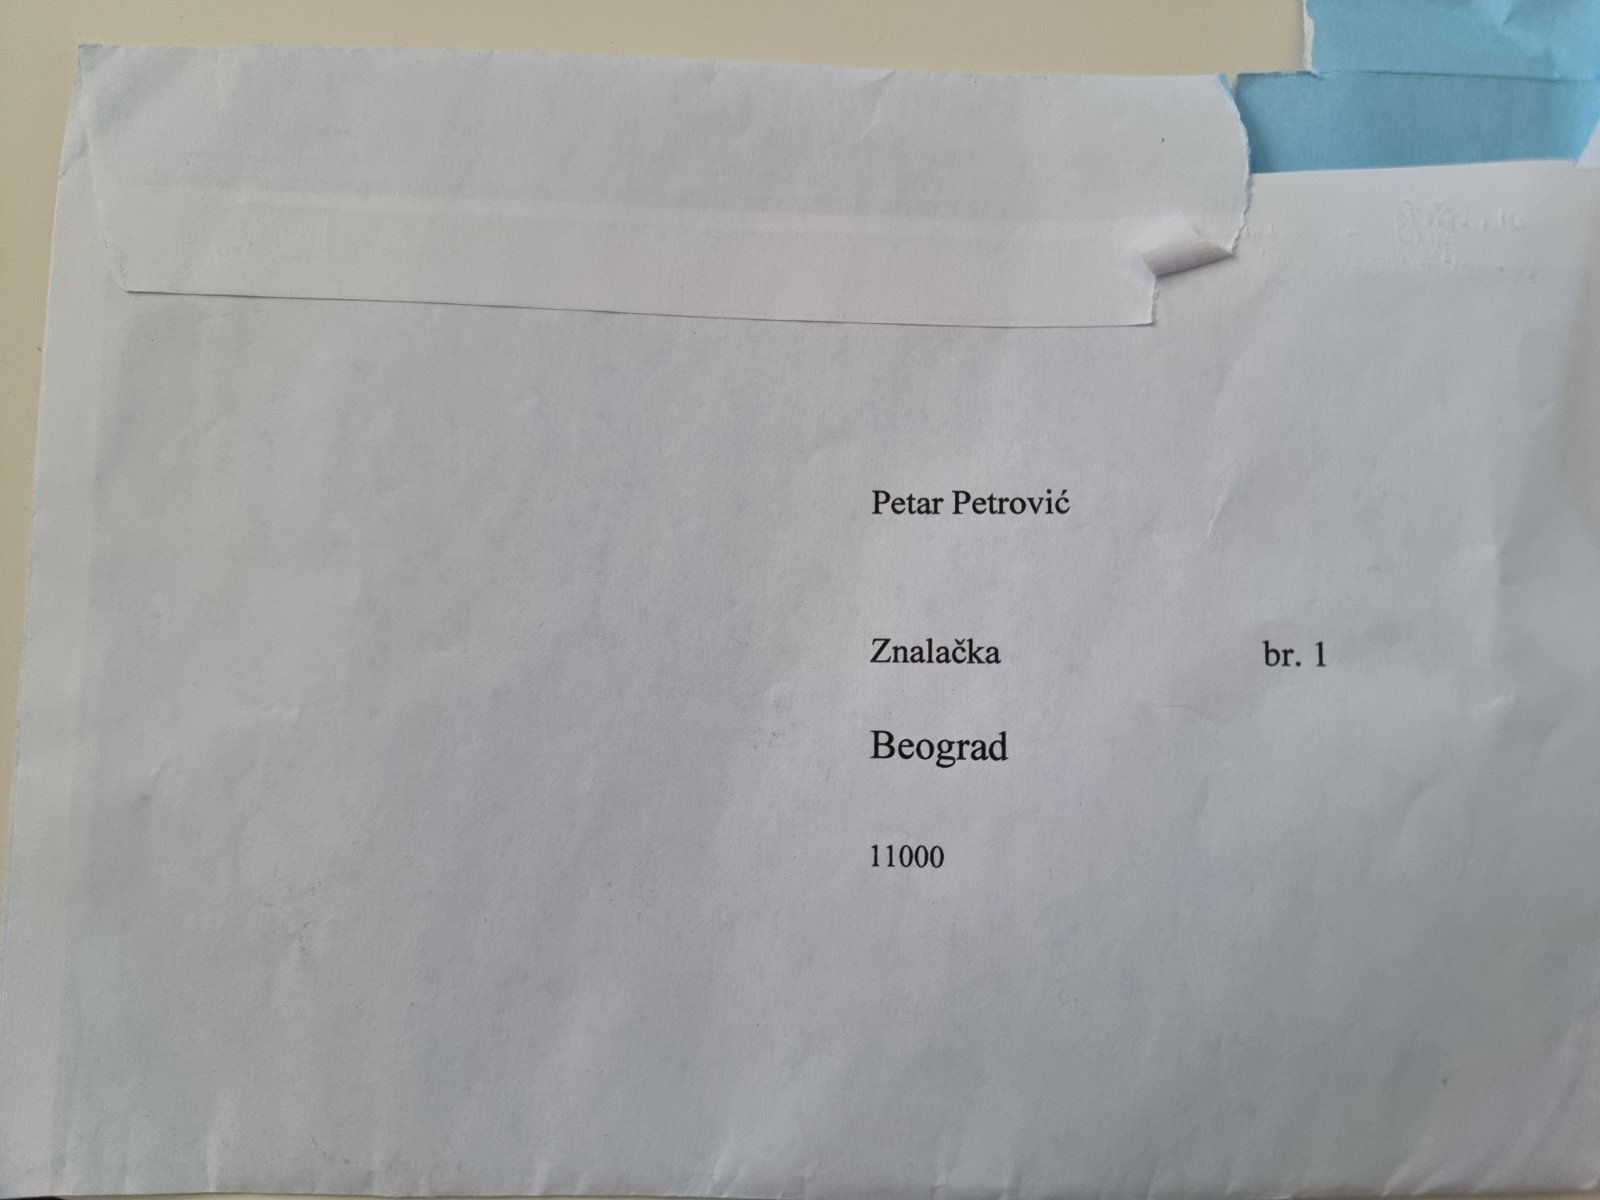 Petar Petrović
Znalačka br. 1
Beograd
11000